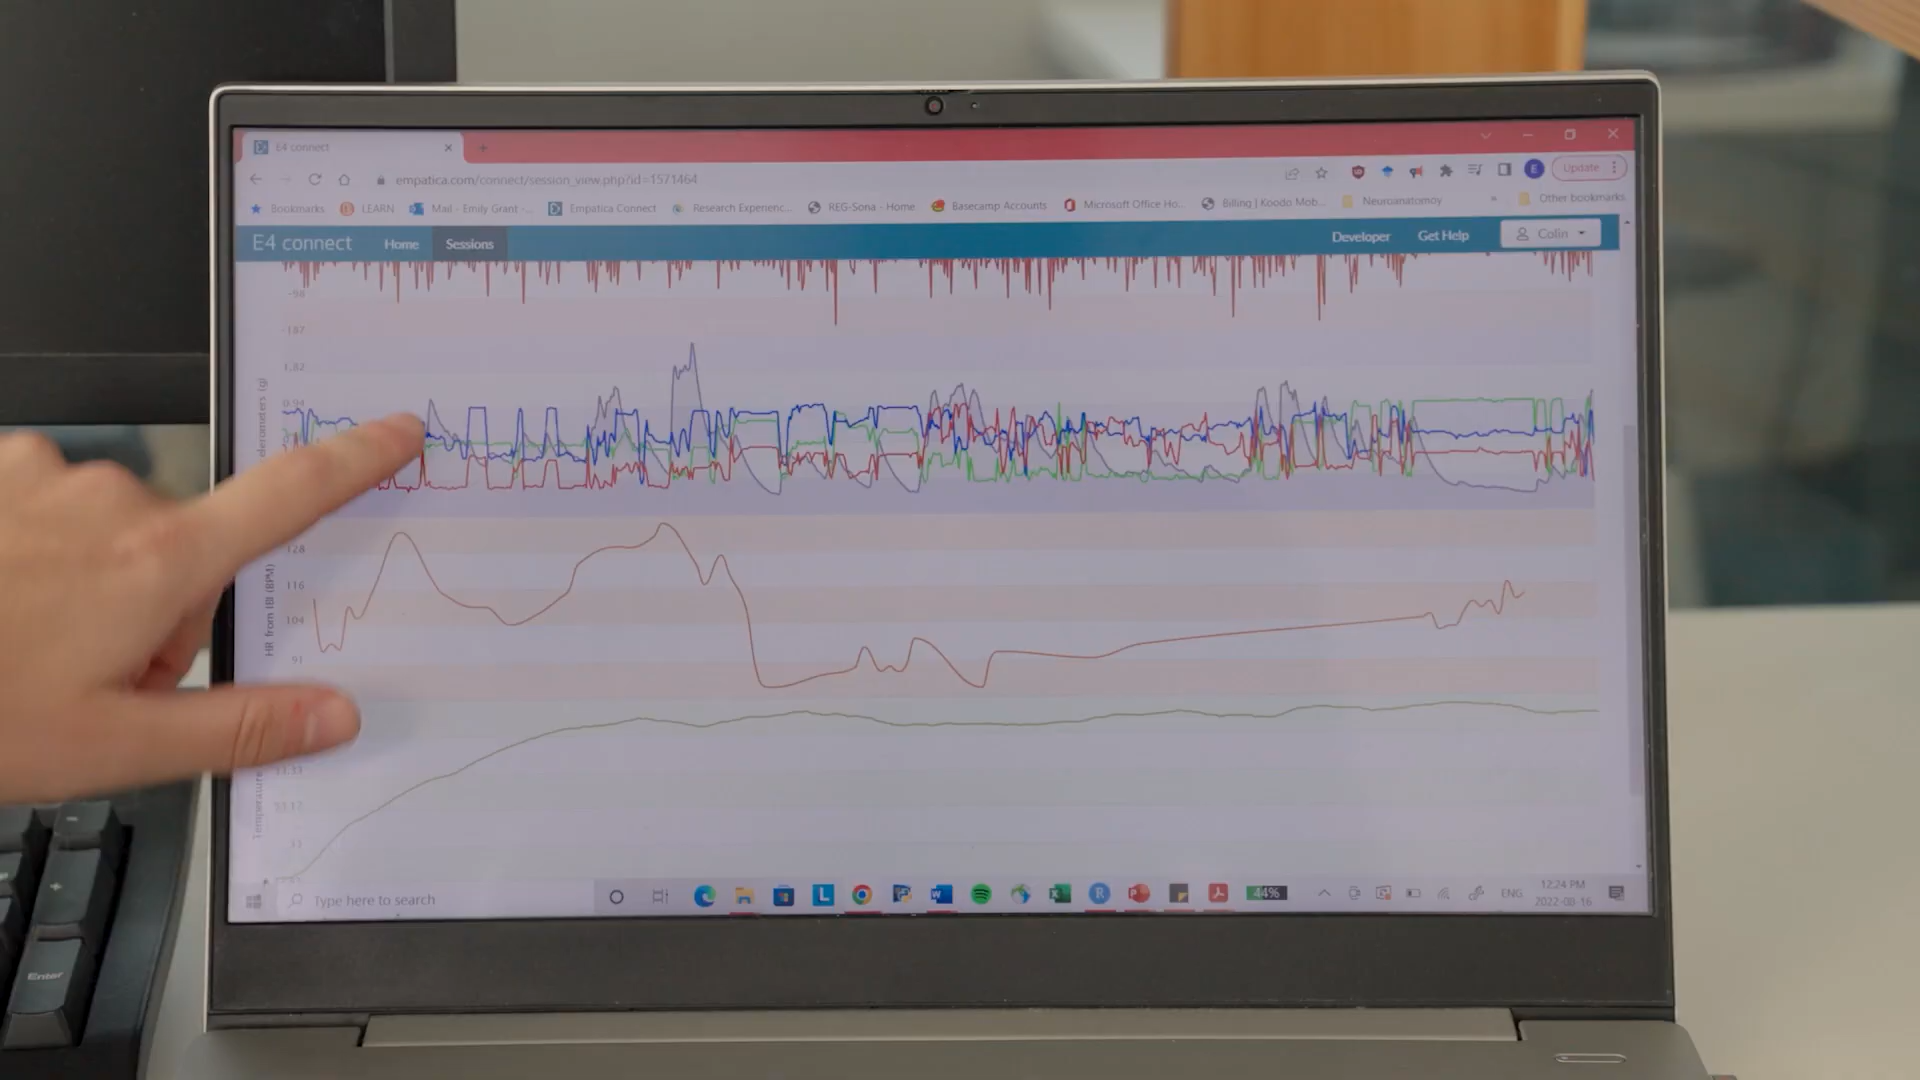 E4 connect
empatica.com/connect/session_view.php?id=1571464
Update
Bookmarks LEARN Mail - Emily Grant -... Empatica Connect Research Experienc... REG-Sona - Home Basecamp Accounts Microsoft Office Ho... Billing | Koodo Mob... Neuroanatomoy » Other bookmarks
E4 connect Home Sessions Developer Get Help Colin
-98
-187
1.82
0.94
128
116
104
91
HR from IBI (BPM)
Temperature
Type here to search
44%
ENG
12:24 PM
2022-08-16
Enter